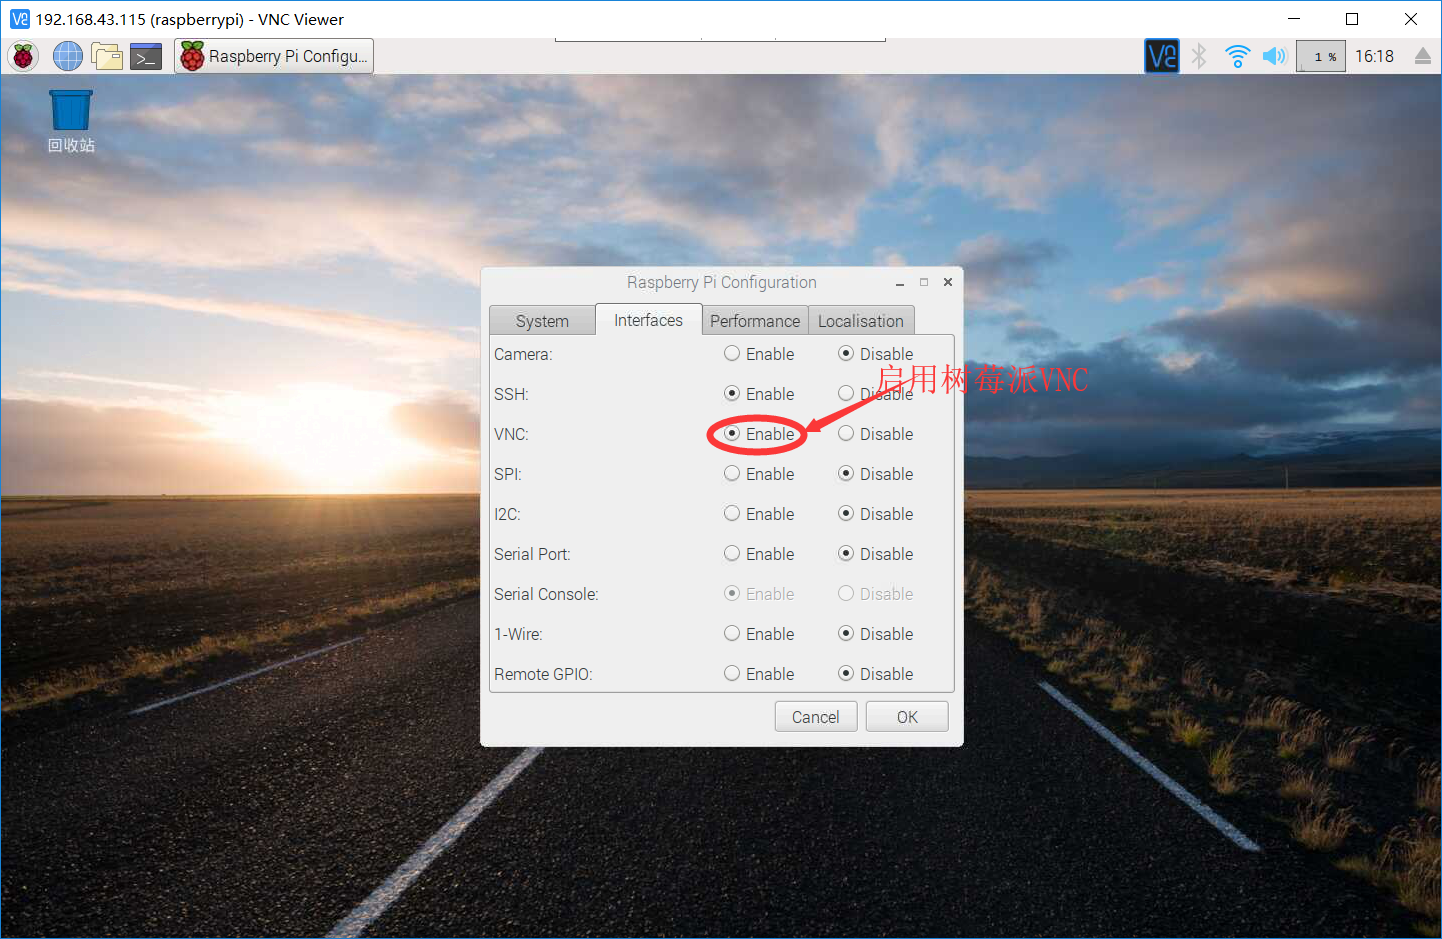 192.168.43.115 (raspberrypi) - VNC Viewer
Raspberry Pi Configu...
1 %
16:18
回收站
Raspberry Pi Configuration
System Interfaces Performance Localisation
Camera: Enable Disable
启用树莓派VNC
SSH: Enable Disable
VNC: Enable Disable
SPI: Enable Disable
I2C: Enable Disable
Serial Port: Enable Disable
Serial Console: Enable Disable
1-Wire: Enable Disable
Remote GPIO: Enable Disable
Cancel OK